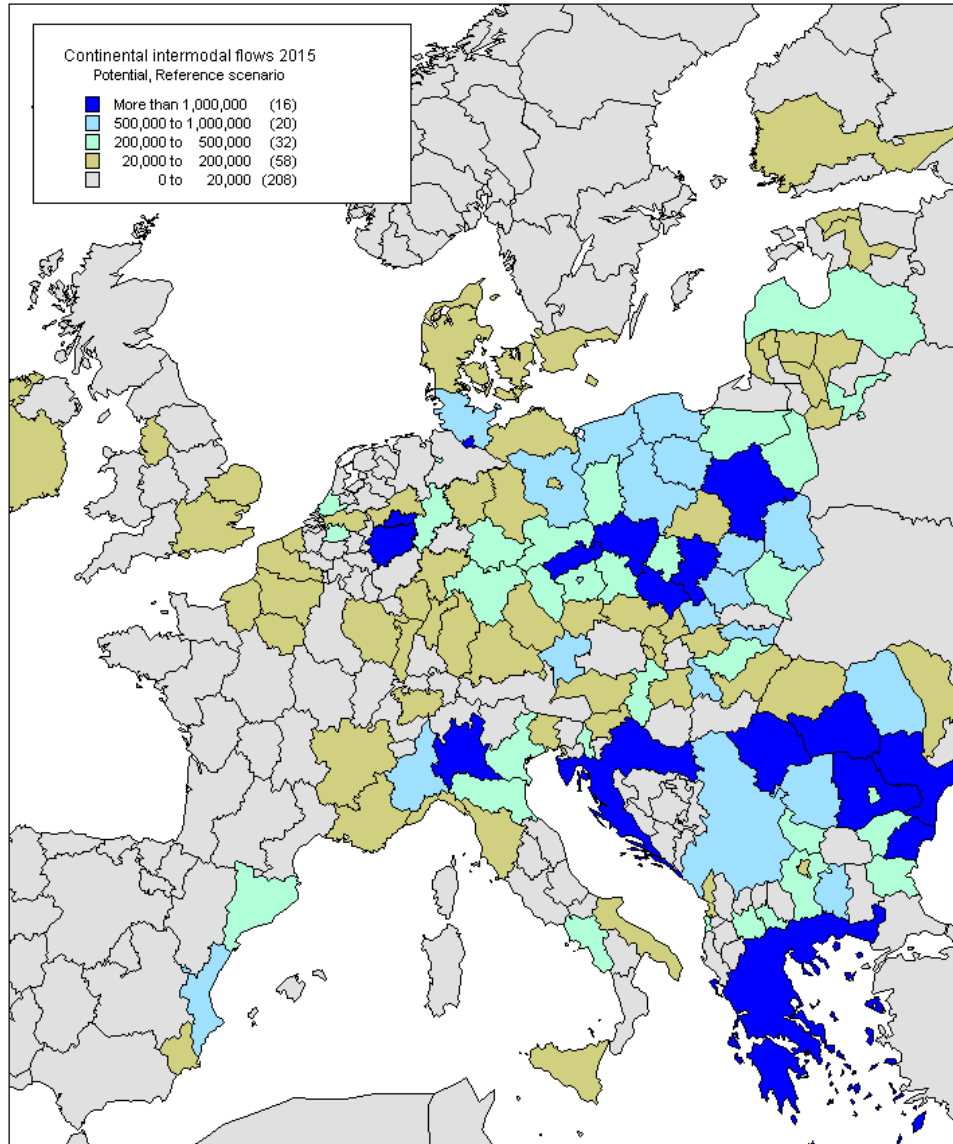 Continental intermodal flows 2015
Potential, Reference scenario
More than 1,000,000 (16)
500,000 to 1,000,000 (20)
200,000 to 500,000 (32)
20,000 to 200,000 (58)
0 to 20,000 (208)